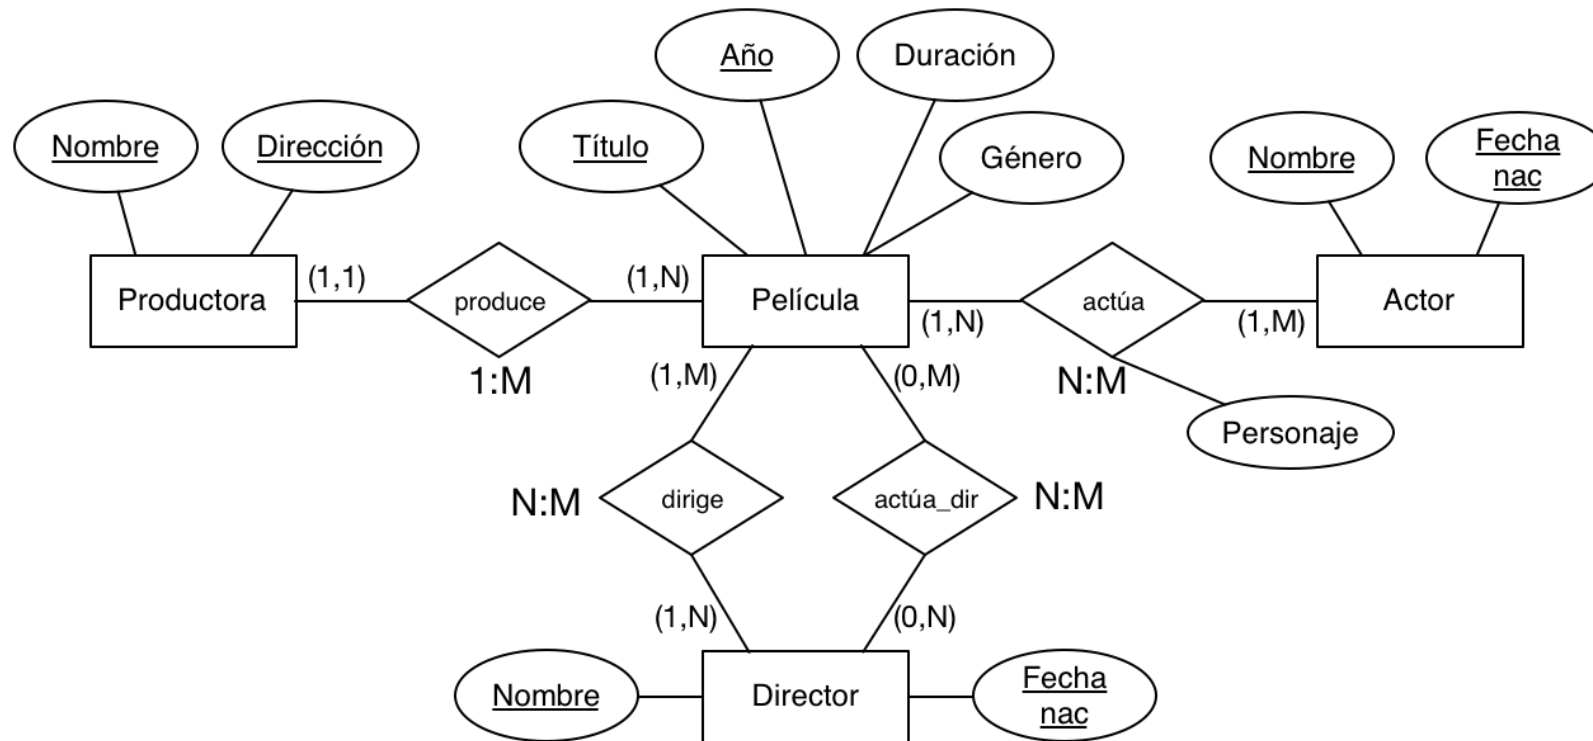 Año
Duración
Nombre
Dirección
Título
Género
Nombre
Fecha
nac
Productora
(1,1)
produce
(1,N)
Película
(1,N)
actúa
(1,M)
Actor
1:M
(1,M)
(0,M)
N:M
Personaje
N:M
dirige
actúa_dir
N:M
(1,N)
(0,N)
Nombre
Director
Fecha
nac